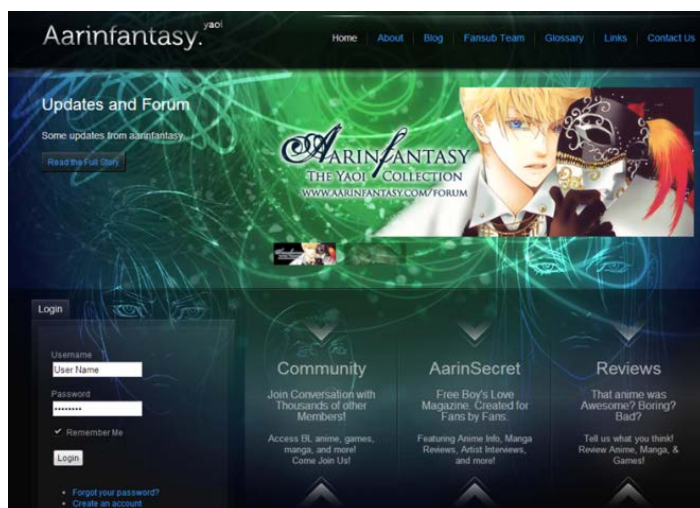 Aarinfantasy.yaoi
Home About Blog Fansub Team Glossary Links Contact Us
Updates and Forum
Some updates from aarinfantasy.
Read the Full Story
AARINFANTASY
THE YAOI COLLECTION
WWW.AARINFANTASY.COM/FORUM
Login
Username
User Name
Password
••••••••
Remember Me
Login
Forgot your password?
Create an account
Community
Join Conversation with
Thousands of other
Members!
Access BL anime, games,
manga, and more!
Come Join Us!
AarinSecret
Free Boy's Love
Magazine. Created for
Fans by Fans.
Featuring Anime Info, Manga
Reviews, Artist Interviews,
and more!
Reviews
That anime was
Awesome? Boring?
Bad?
Tell us what you think!
Review Anime, Manga, &
Games!